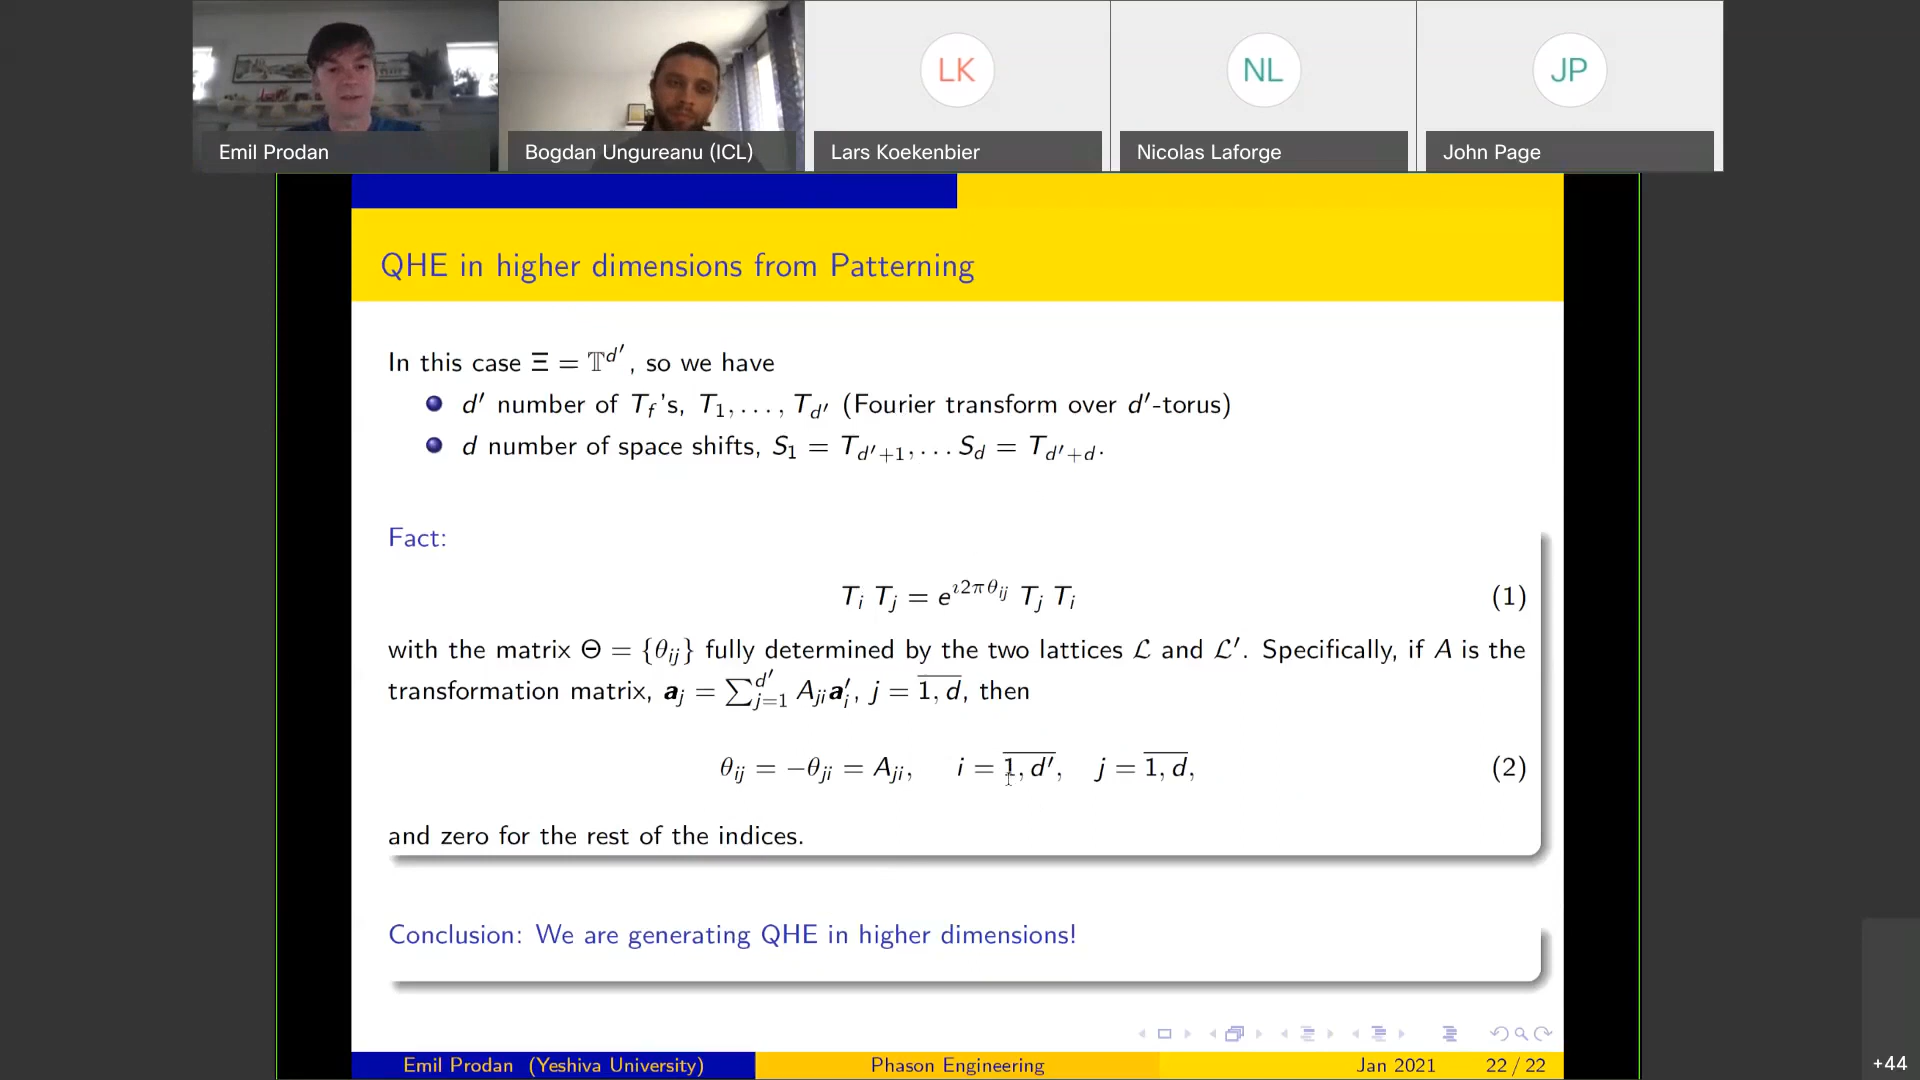 LK
NL
JP
Emil Prodan
Bogdan Ungureanu (ICL)
Lars Koekenbier
Nicolas Laforge
John Page
QHE in higher dimensions from Patterning
In this case Ξ = 𝕋^{d′}, so we have
d′ number of T_f's, T_1, . . . , T_{d′} (Fourier transform over d′-torus)
d number of space shifts, S_1 = T_{d′+1}, . . . S_d = T_{d′+d}.
Fact:
T_i T_j = e^{ı2πθ_{ij}} T_j T_i (1)
with the matrix Θ = {θ_{ij}} fully determined by the two lattices ℒ and ℒ′. Specifically, if A is the
transformation matrix, a_j = ∑_{j=1}^{d′} A_{ji}a′_i, j = \overline{1, d}, then
θ_{ij} = −θ_{ji} = A_{ji}, i = \overline{1, d′}, j = \overline{1, d}, (2)
and zero for the rest of the indices.
Conclusion: We are generating QHE in higher dimensions!
Emil Prodan (Yeshiva University) Phason Engineering Jan 2021 22 / 22
+44